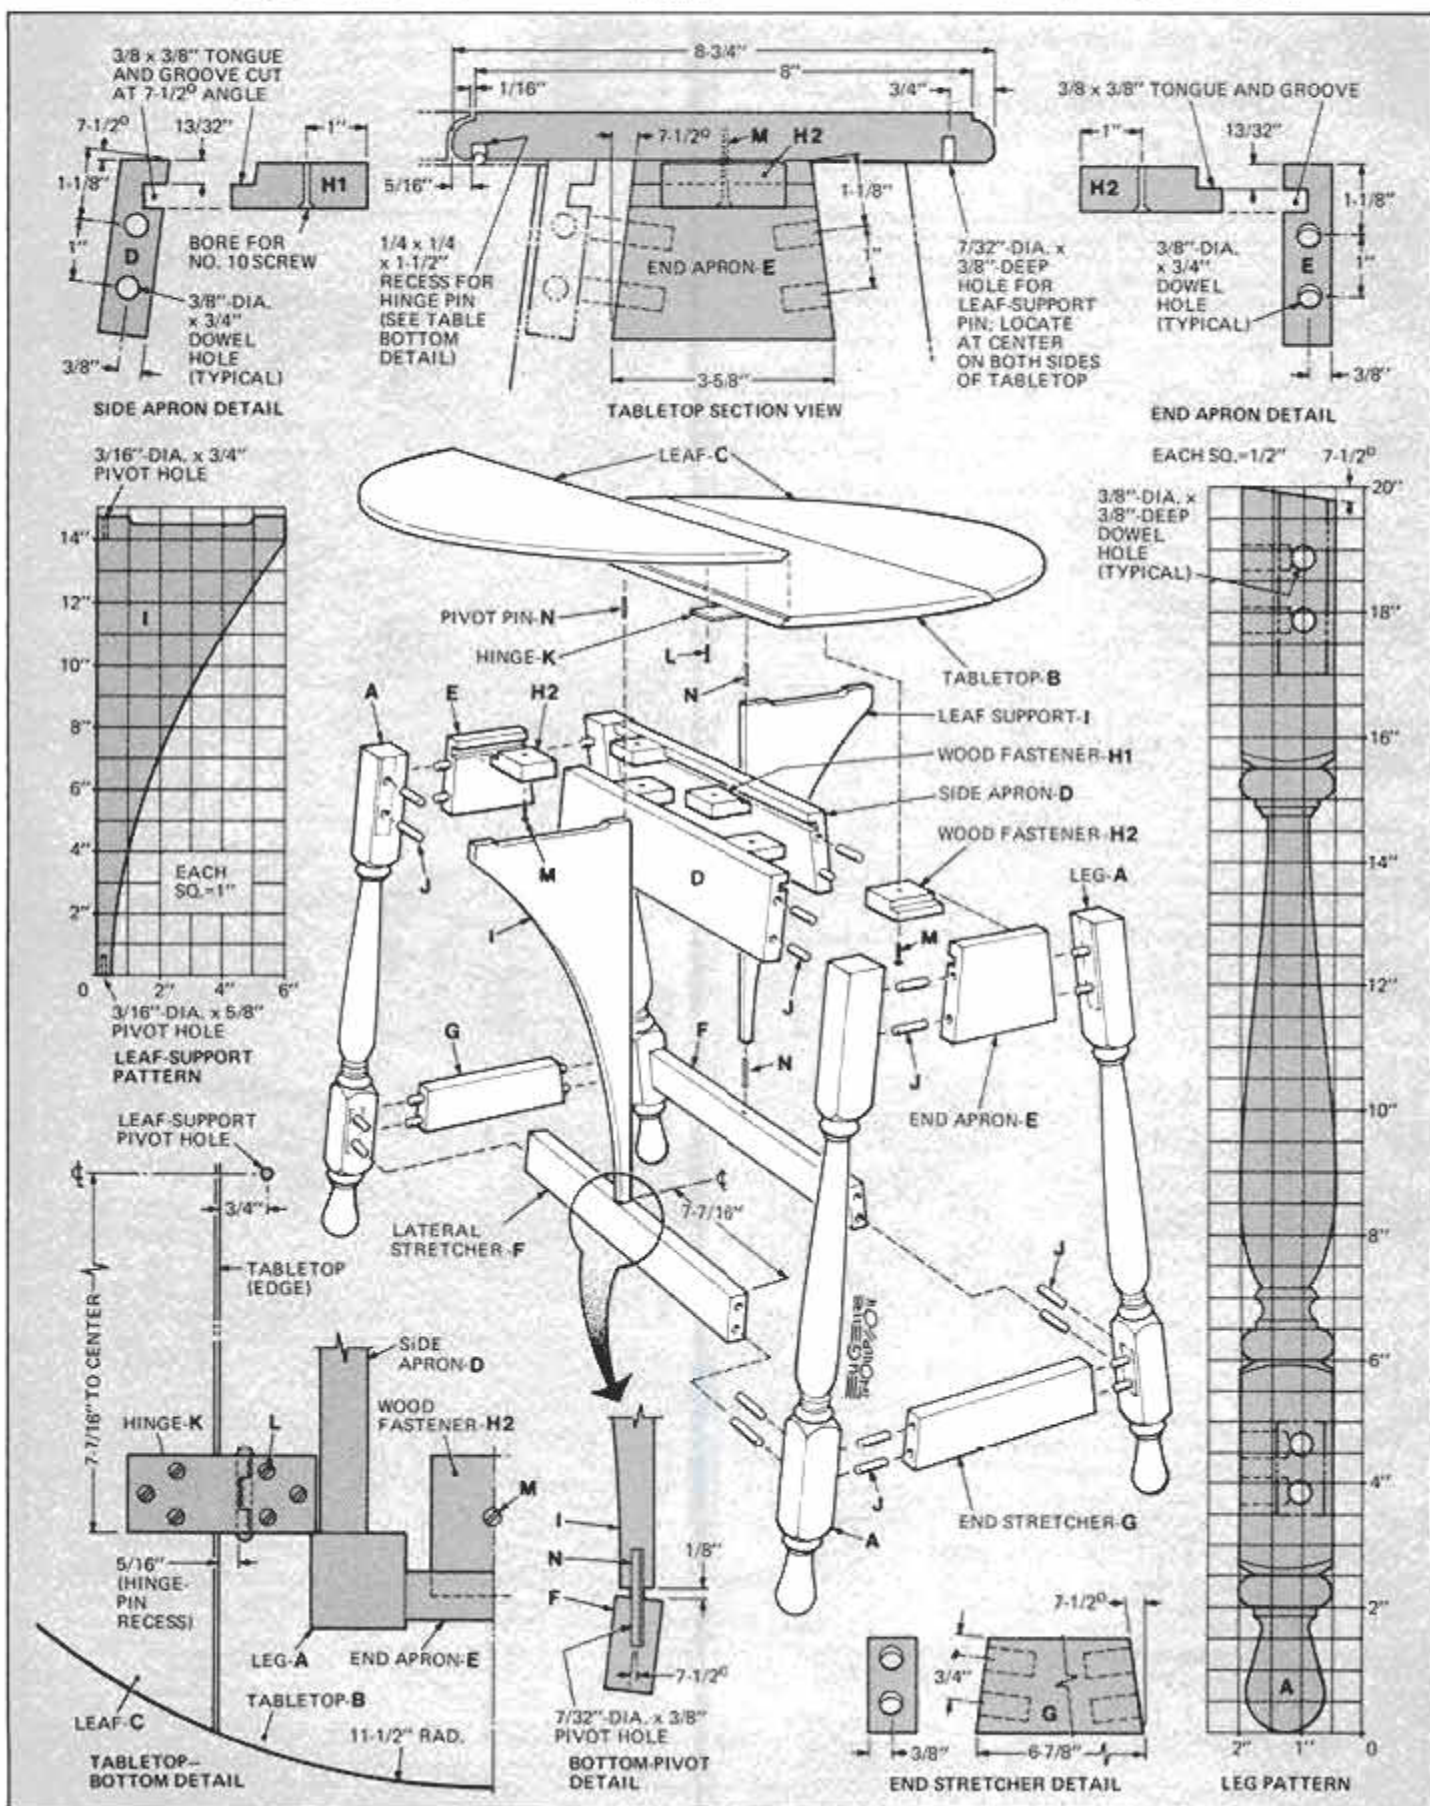 3/8 x 3/8" TONGUE
AND GROOVE CUT
AT 7-1/2° ANGLE
7-1/2°
13/32"
1"
1-1/8"
H1
1"
D
BORE FOR
NO. 10 SCREW
3/8"-DIA.
x 3/4"
DOWEL
HOLE
(TYPICAL)
3/8"
SIDE APRON DETAIL
8-3/4"
8"
1/16"
3/4"
7-1/2°
M
H2
5/16"
1-1/8"
1"
1/4 x 1/4
x 1-1/2"
RECESS FOR
HINGE PIN
(SEE TABLE
BOTTOM
DETAIL)
END APRON-E
7/32"-DIA. x
3/8"-DEEP
HOLE FOR
LEAF-SUPPORT
PIN; LOCATE
AT CENTER
ON BOTH SIDES
OF TABLETOP
3-5/8"
TABLETOP SECTION VIEW
3/8 x 3/8" TONGUE AND GROOVE
1"
13/32"
H2
1-1/8"
3/8"-DIA.
x 3/4"
DOWEL
HOLE
(TYPICAL)
E
1"
3/8"
END APRON DETAIL
3/16"-DIA. x 3/4"
PIVOT HOLE
14"
12"
I
10"
8"
6"
4"
EACH
SQ.=1"
2"
0
2"
4"
6"
3/16"-DIA. x 5/8"
PIVOT HOLE
LEAF-SUPPORT
PATTERN
LEAF-C
PIVOT PIN-N
HINGE-K
L
N
TABLETOP-B
LEAF SUPPORT-I
WOOD FASTENER-H1
SIDE APRON-D
WOOD FASTENER-H2
LEG-A
A
E
H2
M
J
D
I
J
M
J
END APRON-E
G
F
N
LATERAL
STRETCHER-F
7-7/16"
J
J
A
END STRETCHER-G
EUGENE
THOMPSON
EACH SQ.=1/2"
7-1/2°
3/8"-DIA. x
3/8"-DEEP
DOWEL
HOLE
(TYPICAL)
20"
18"
16"
14"
12"
10"
8"
6"
4"
2"
A
2"
1"
0
LEG PATTERN
LEAF-SUPPORT
PIVOT HOLE
3/4"
TABLETOP
(EDGE)
7-7/16" TO CENTER
SIDE
APRON-D
HINGE-K
L
WOOD
FASTENER-H2
M
5/16"
(HINGE-
PIN
RECESS)
LEG-A
END APRON-E
LEAF-C
TABLETOP-B
11-1/2" RAD.
TABLETOP–
BOTTOM DETAIL
I
N
F
1/8"
7-1/2°
7/32"-DIA. x 3/8"
PIVOT HOLE
BOTTOM-PIVOT
DETAIL
7-1/2°
3/4"
G
3/8"
6-7/8"
END STRETCHER DETAIL